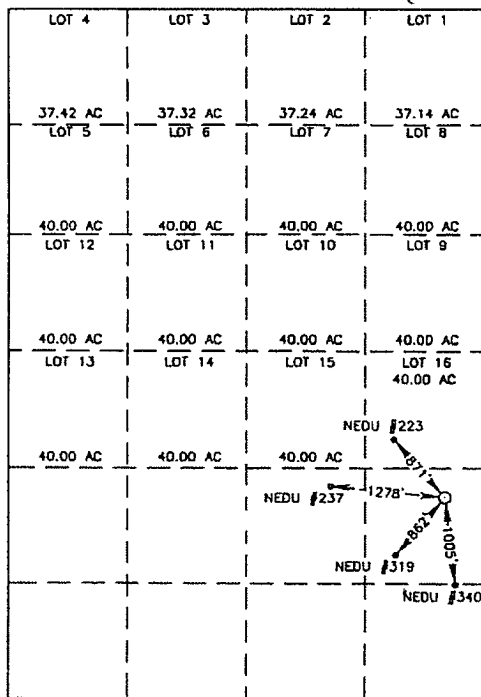 LOT 4 LOT 3 LOT 2 LOT 1
37.42 AC 37.32 AC 37.24 AC 37.14 AC
LOT 5 LOT 6 LOT 7 LOT 8
40.00 AC 40.00 AC 40.00 AC 40.00 AC
LOT 12 LOT 11 LOT 10 LOT 9
40.00 AC 40.00 AC 40.00 AC 40.00 AC
LOT 13 LOT 14 LOT 15 LOT 16
40.00 AC
NEDU #223
40.00 AC 40.00 AC 40.00 AC
871'
1278'
NEDU #237
862'
1005'
NEDU #319
NEDU #340